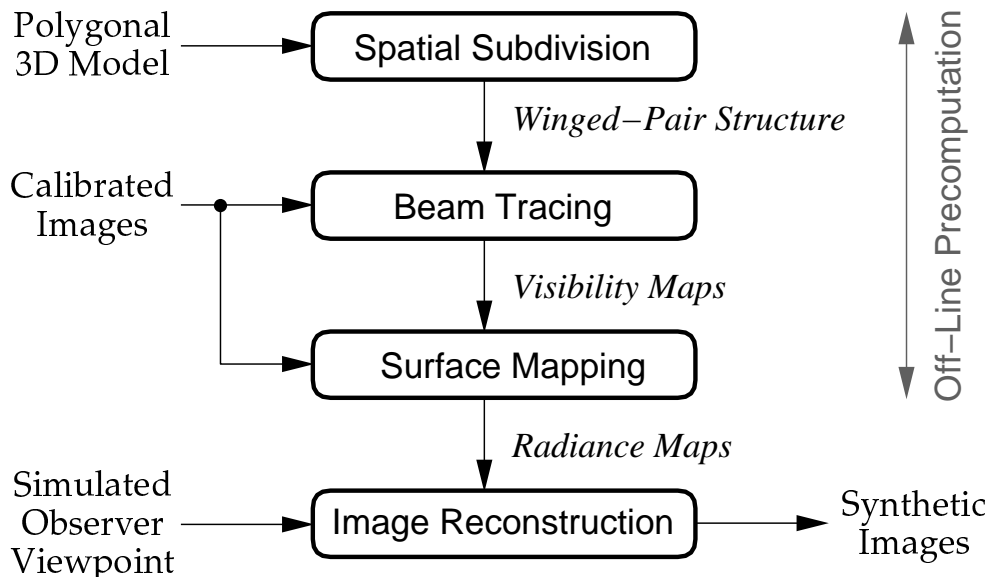 Polygonal
3D Model
Spatial Subdivision
Winged−Pair Structure
Calibrated
Images
Beam Tracing
Visibility Maps
Surface Mapping
Radiance Maps
Simulated
Observer
Viewpoint
Image Reconstruction
Synthetic
Images
Off−Line Precomputation